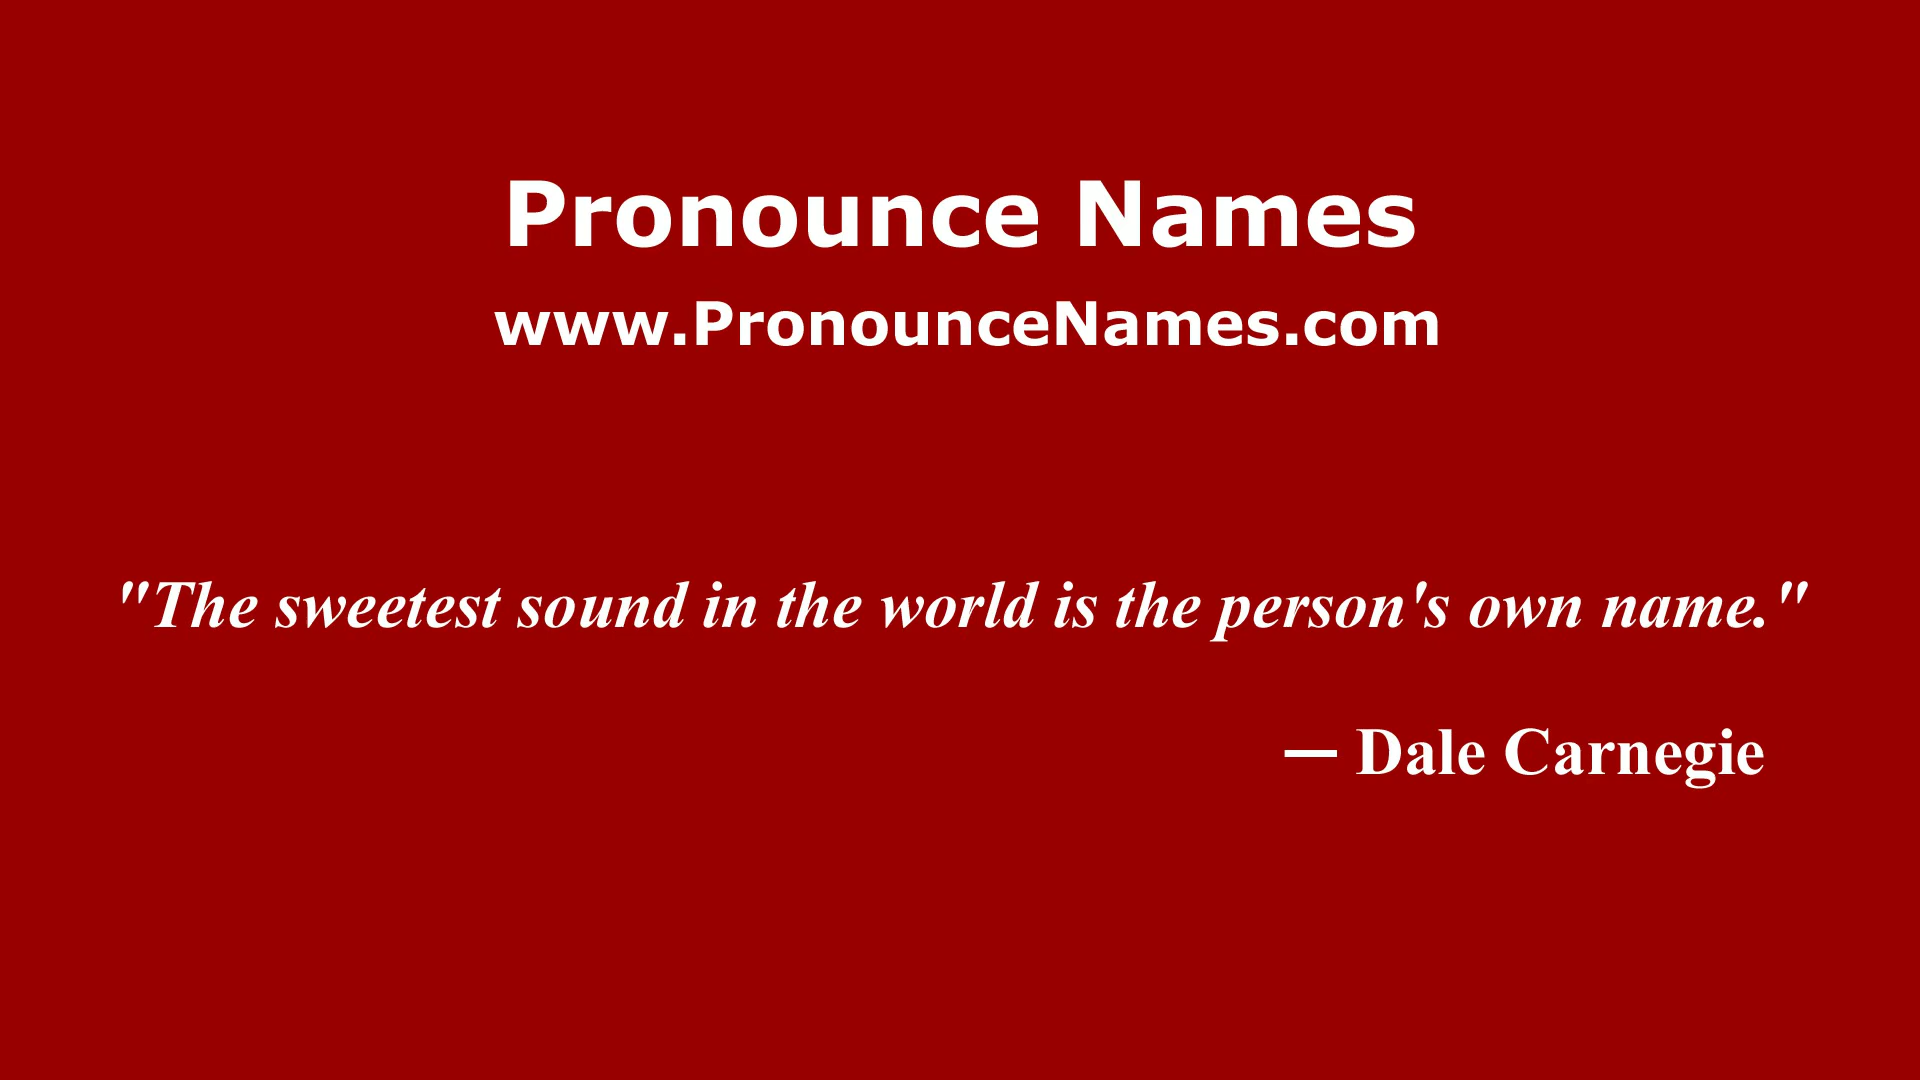 Pronounce Names
www.PronounceNames.com
"The sweetest sound in the world is the person's own name."
— Dale Carnegie